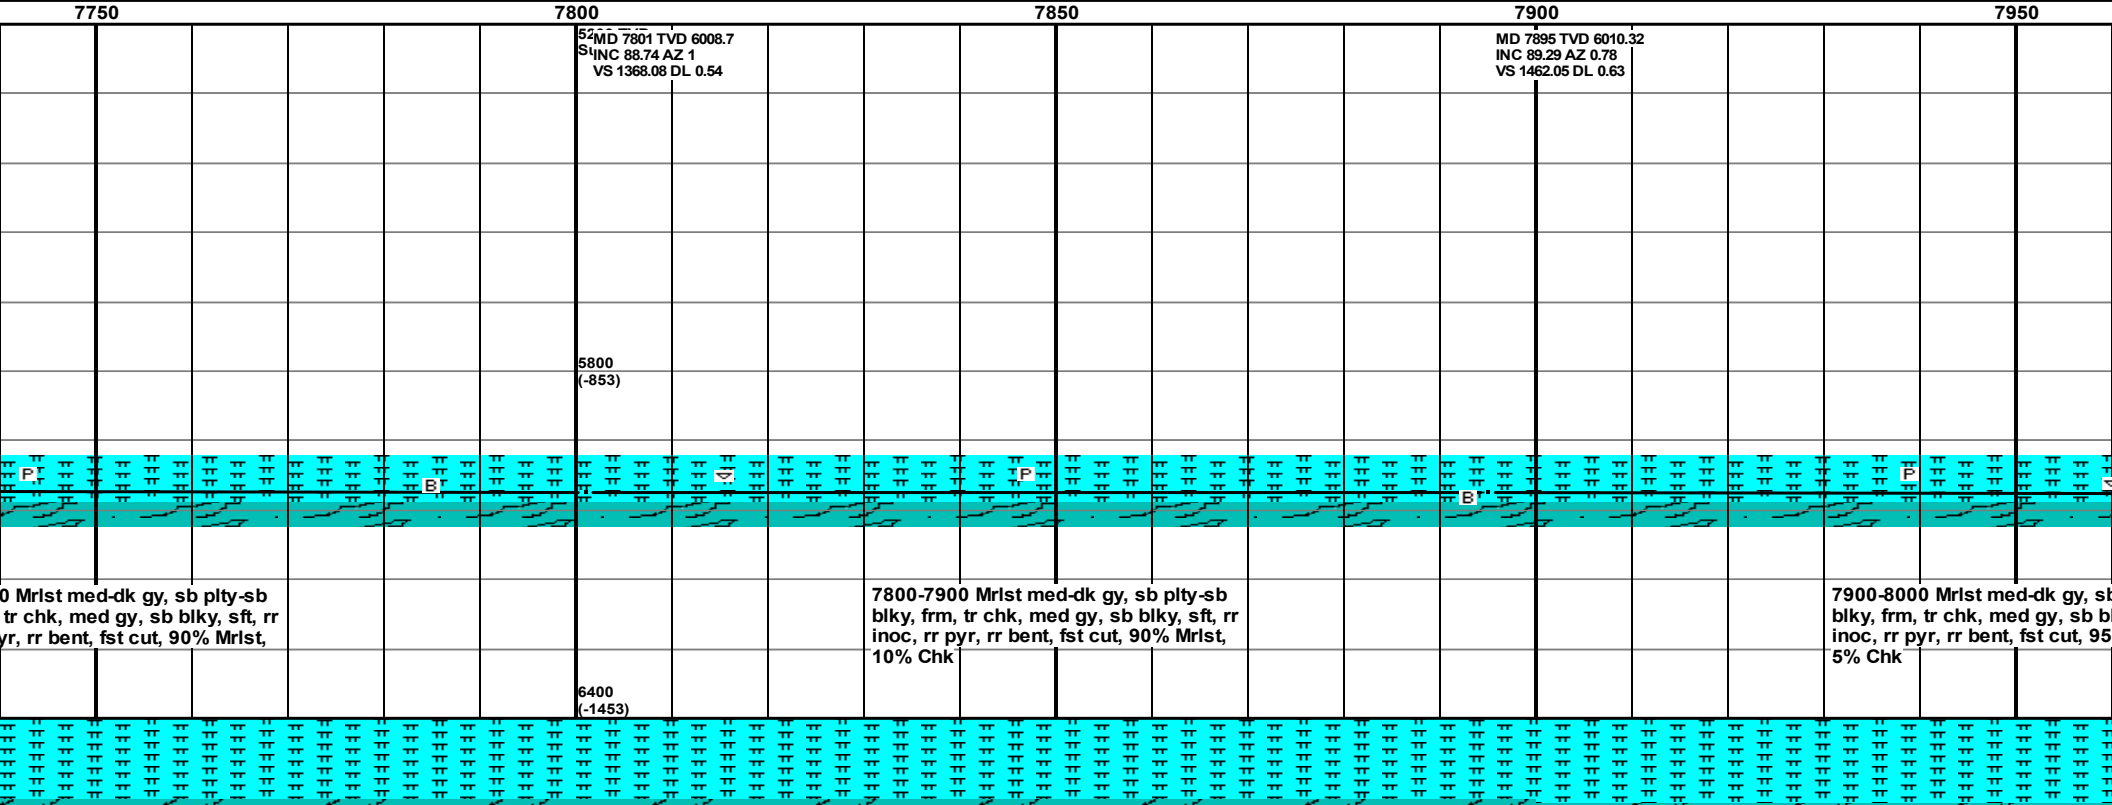 7750 7800 7850 7900 7950
MD 7801 TVD 6008.7
INC 88.74 AZ 1
VS 1368.08 DL 0.54
MD 7895 TVD 6010.32
INC 89.29 AZ 0.78
VS 1462.05 DL 0.63
5800
(-853)
P
B
P
B
P
0 Mrlst med-dk gy, sb plty-sb
tr chk, med gy, sb blky, sft, rr
yr, rr bent, fst cut, 90% Mrlst,
7800-7900 Mrlst med-dk gy, sb plty-sb
blky, frm, tr chk, med gy, sb blky, sft, rr
inoc, rr pyr, rr bent, fst cut, 90% Mrlst,
10% Chk
7900-8000 Mrlst med-dk gy, sb
blky, frm, tr chk, med gy, sb bl
inoc, rr pyr, rr bent, fst cut, 95
5% Chk
6400
(-1453)